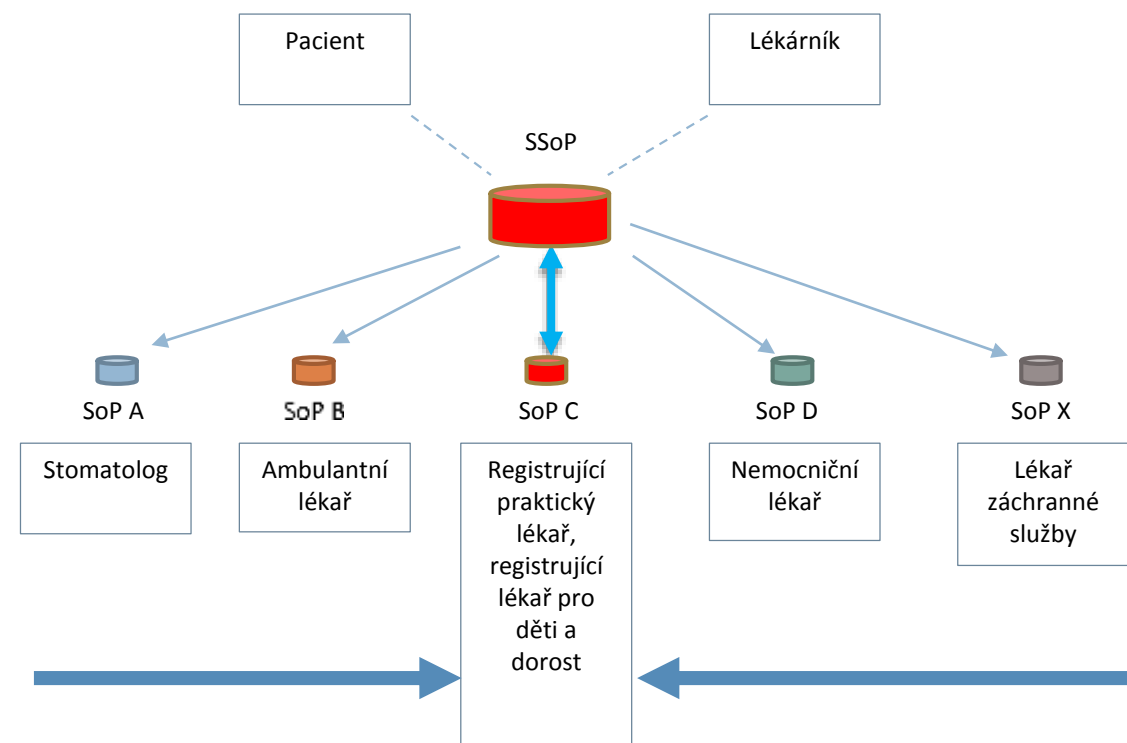 Pacient
Lékárník
SSoP
SoP A
SoP B
SoP C
SoP D
SoP X
Stomatolog
Ambulantní
lékař
Registrující
praktický
lékař,
registrující
lékař pro
děti a
dorost
Nemocniční
lékař
Lékař
záchranné
služby